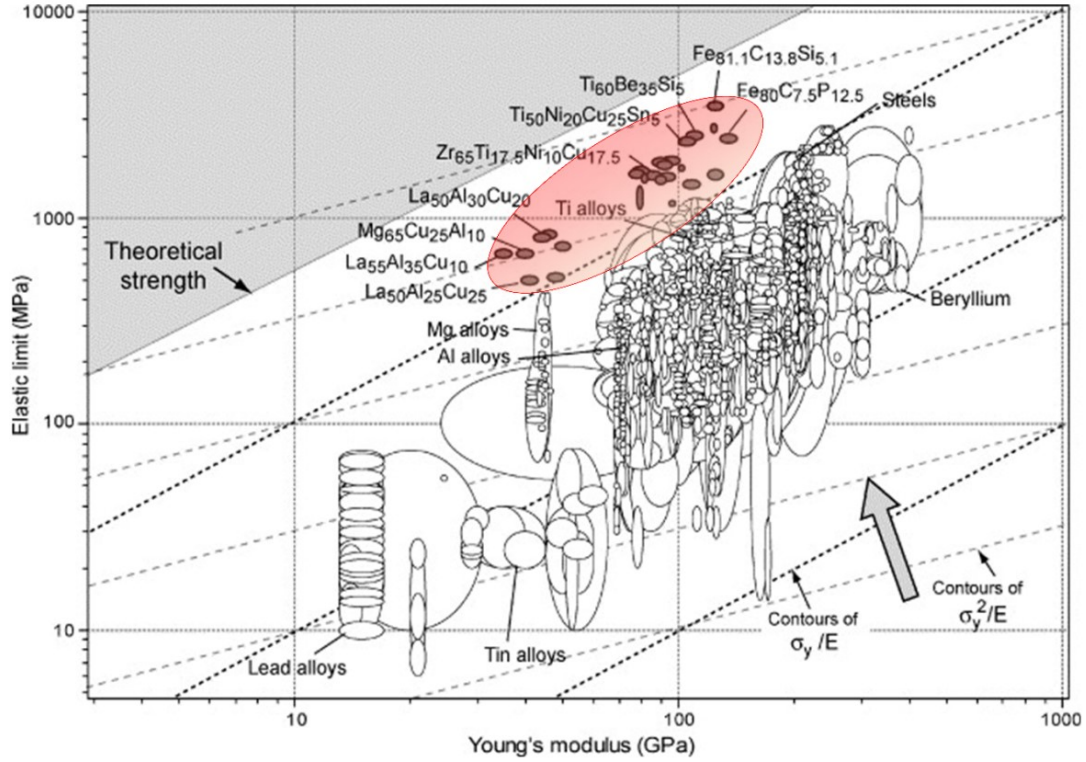 10000
1000
100
10
Elastic limit (MPa)
Theoretical
strength
Fe81.1C13.8Si5.1
Ti60Be35Si5
Fe80C7.5P12.5
Steels
Ti50Ni20Cu25Sn5
Zr65Ti17.5Ni10Cu17.5
La50Al30Cu20
Ti alloys
Mg65Cu25Al10
La55Al35Cu10
La50Al25Cu25
Beryllium
Mg alloys
Al alloys
Contours of
σy²/E
Contours of
σy /E
Lead alloys
Tin alloys
10
100
1000
Young's modulus (GPa)